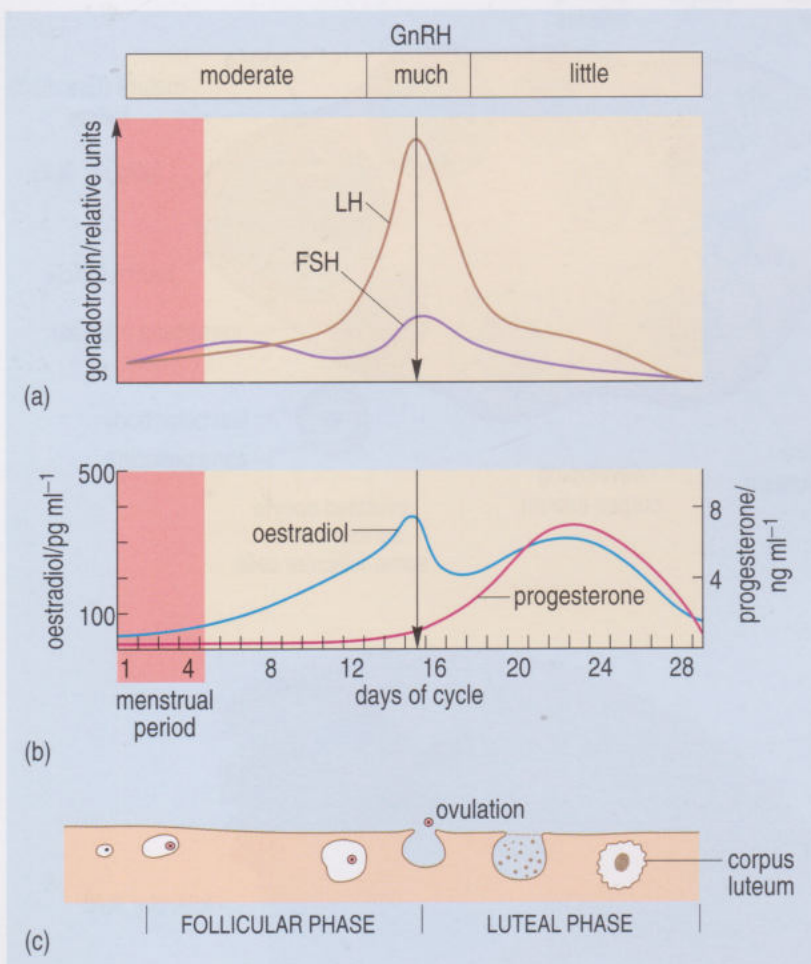 GnRH
moderate much little
gonadotropin/relative units
LH
FSH
(a)
500
100
oestradiol/pg ml⁻¹
oestradiol
progesterone
8
4
progesterone/
ng ml⁻¹
1 4 8 12 16 20 24 28
menstrual
period
days of cycle
(b)
ovulation
corpus
luteum
FOLLICULAR PHASE LUTEAL PHASE
(c)